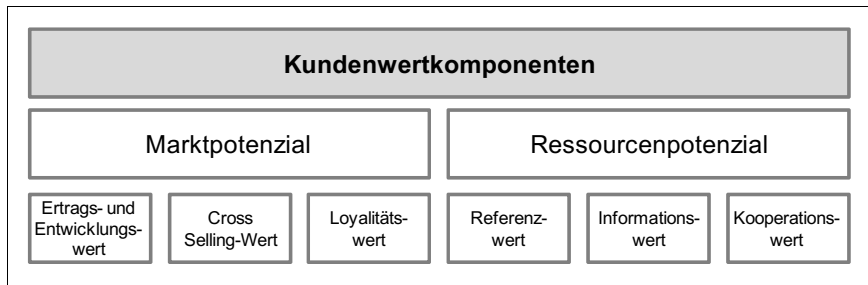 Kundenwertkomponenten
Marktpotenzial
Ressourcenpotenzial
Ertrags- und
Entwicklungs-
wert
Cross
Selling-Wert
Loyalitäts-
wert
Referenz-
wert
Informations-
wert
Kooperations-
wert